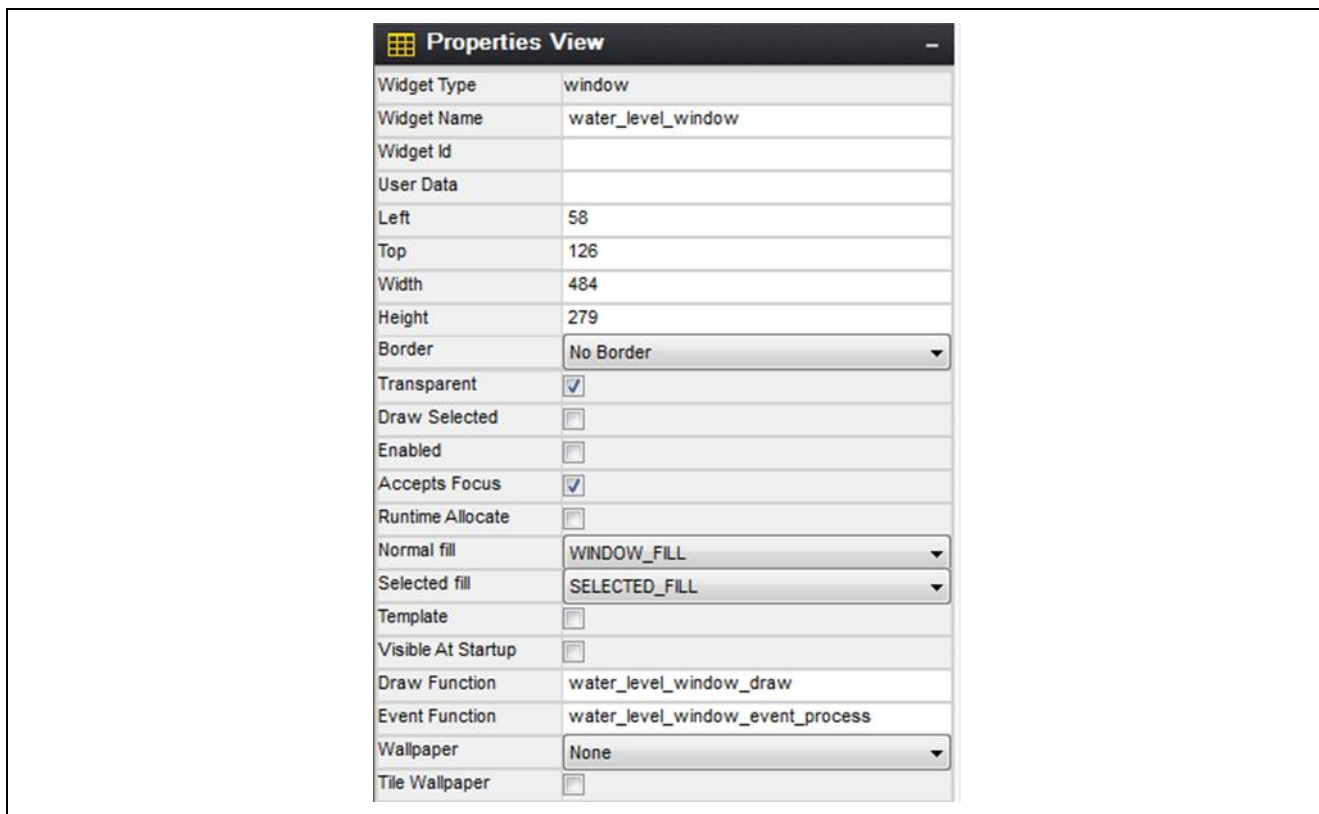 Properties View
Widget Type window
Widget Name water_level_window
Widget Id
User Data
Left 58
Top 126
Width 484
Height 279
Border No Border
Transparent
Draw Selected
Enabled
Accepts Focus
Runtime Allocate
Normal fill WINDOW_FILL
Selected fill SELECTED_FILL
Template
Visible At Startup
Draw Function water_level_window_draw
Event Function water_level_window_event_process
Wallpaper None
Tile Wallpaper